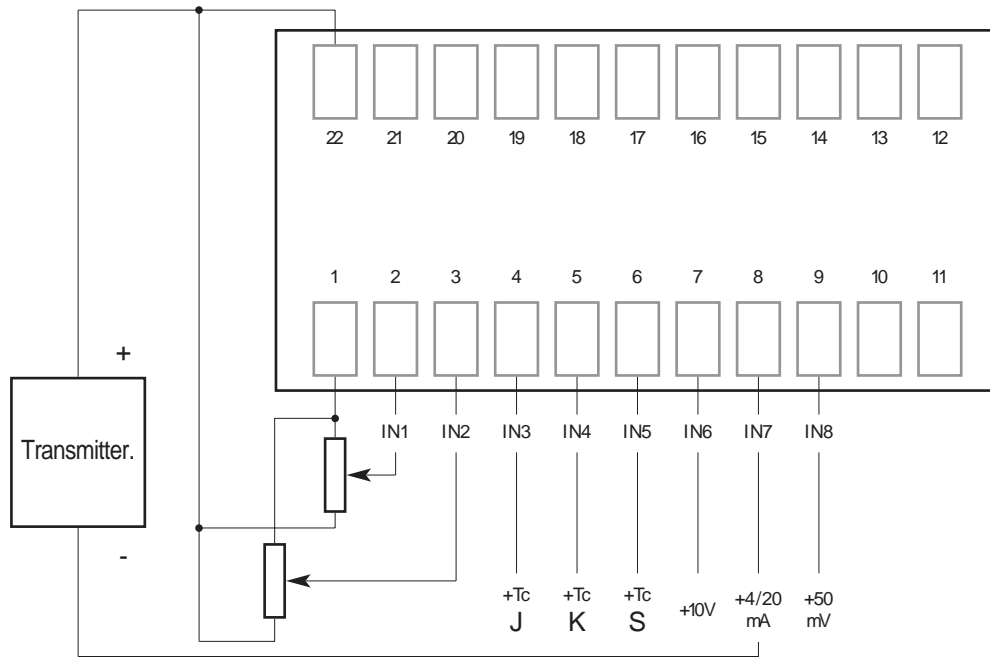 22 21 20 19 18 17 16 15 14 13 12
1 2 3 4 5 6 7 8 9 10 11
+
Transmitter.
-
IN1 IN2 IN3 IN4 IN5 IN6 IN7 IN8
+Tc
J
+Tc
K
+Tc
S
+10V
+4/20
mA
+50
mV